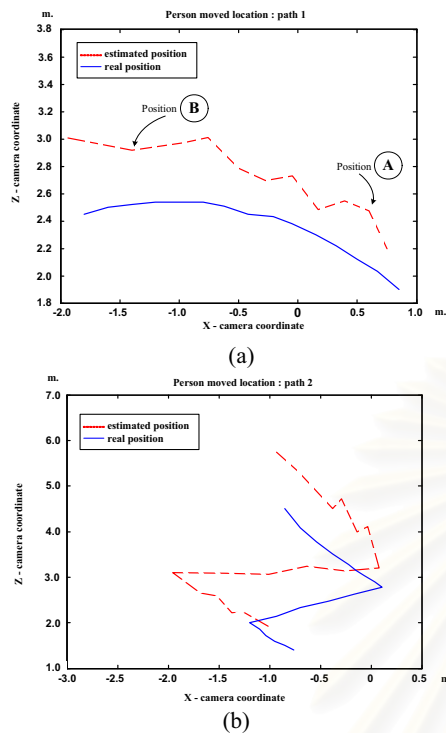 m.
Person moved location : path 1
3.8
3.6
3.4
3.2
3.0
2.8
2.6
2.4
2.2
2.0
1.8
Z - camera coordinate
estimated position
real position
Position B
Position A
-2.0 -1.5 -1.0 -0.5 0 0.5 1.0 m.
X - camera coordinate
(a)
m.
Person moved location : path 2
7.0
6.0
5.0
4.0
3.0
2.0
1.0
Z - camera coordinate
estimated position
real position
-3.0 -2.5 -2.0 -1.5 -1.0 -0.5 0 0.5
X - camera coordinate
(b)